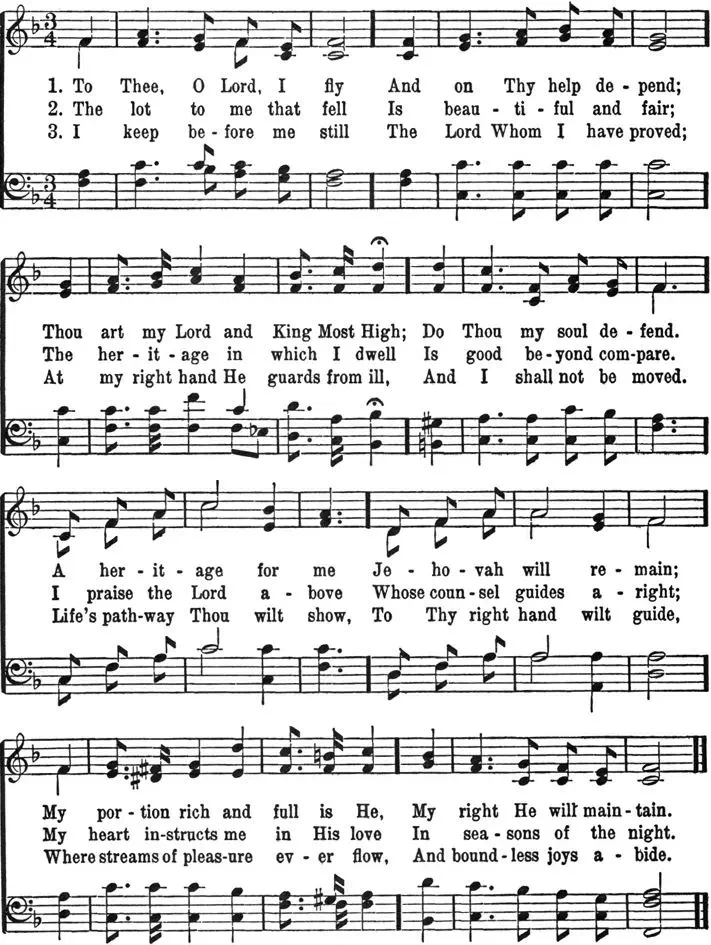 1. To Thee, O Lord, I fly And on Thy help de - pend;
2. The lot to me that fell Is beau - ti - ful and fair;
3. I keep be - fore me still The Lord Whom I have proved;
Thou art my Lord and King Most High; Do Thou my soul de - fend.
The her - it - age in which I dwell Is good be - yond com - pare.
At my right hand He guards from ill, And I shall not be moved.
A her - it - age for me Je - ho - vah will re - main;
I praise the Lord a - bove Whose coun - sel guides a - right;
Life's path - way Thou wilt show, To Thy right hand wilt guide,
My por - tion rich and full is He, My right He will main - tain.
My heart in - structs me in His love In sea - sons of the night.
Where streams of pleas - ure ev - er flow, And bound - less joys a - bide.